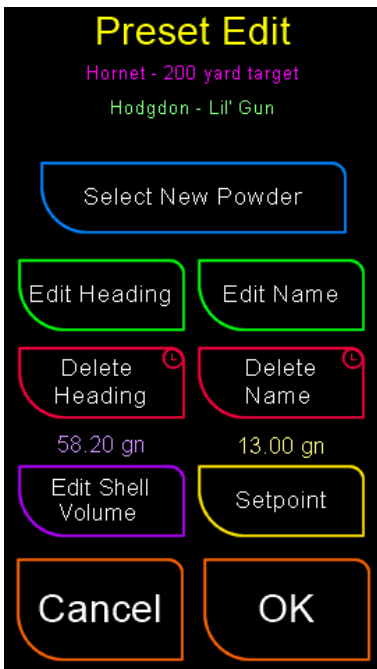 Preset Edit
Hornet - 200 yard target
Hodgdon - Lil' Gun
Select New Powder
Edit Heading
Edit Name
Delete
Heading
Delete
Name
58.20 gn
13.00 gn
Edit Shell
Volume
Setpoint
Cancel
OK